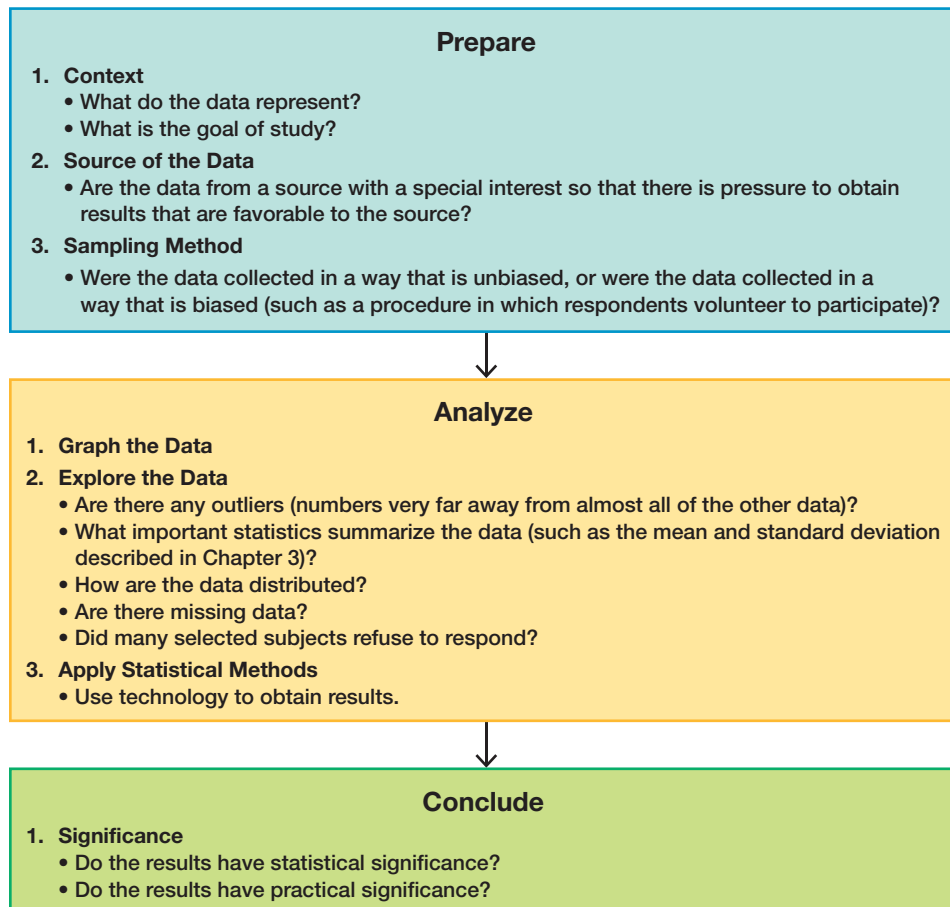 Prepare
1. Context
• What do the data represent?
• What is the goal of study?
2. Source of the Data
• Are the data from a source with a special interest so that there is pressure to obtain
results that are favorable to the source?
3. Sampling Method
• Were the data collected in a way that is unbiased, or were the data collected in a
way that is biased (such as a procedure in which respondents volunteer to participate)?
Analyze
1. Graph the Data
2. Explore the Data
• Are there any outliers (numbers very far away from almost all of the other data)?
• What important statistics summarize the data (such as the mean and standard deviation
described in Chapter 3)?
• How are the data distributed?
• Are there missing data?
• Did many selected subjects refuse to respond?
3. Apply Statistical Methods
• Use technology to obtain results.
Conclude
1. Significance
• Do the results have statistical significance?
• Do the results have practical significance?